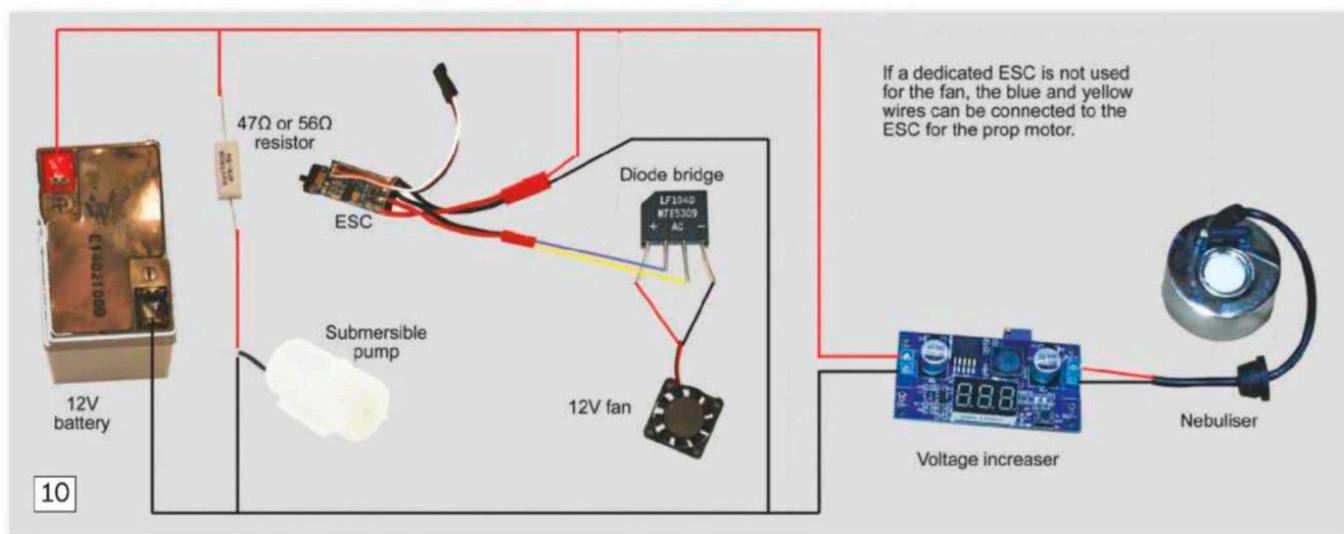 If a dedicated ESC is not used
for the fan, the blue and yellow
wires can be connected to the
ESC for the prop motor.
47Ω or 56Ω
resistor
Diode bridge
LF104D
NTE5309
+ AC -
ESC
E14021008
Submersible
pump
12V
battery
12V fan
Nebuliser
Voltage increaser
10